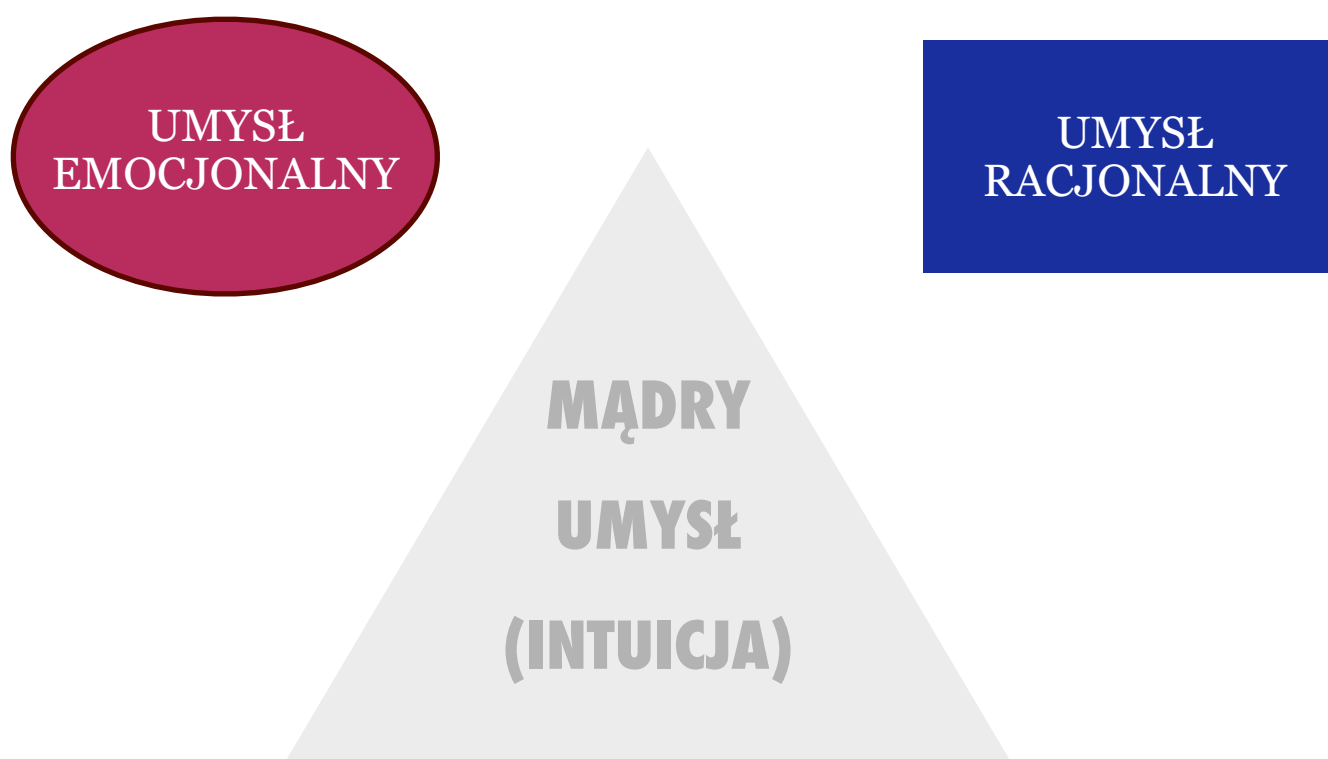 UMYSŁ
EMOCJONALNY
UMYSŁ
RACJONALNY
MĄDRY
UMYSŁ
(INTUICJA)